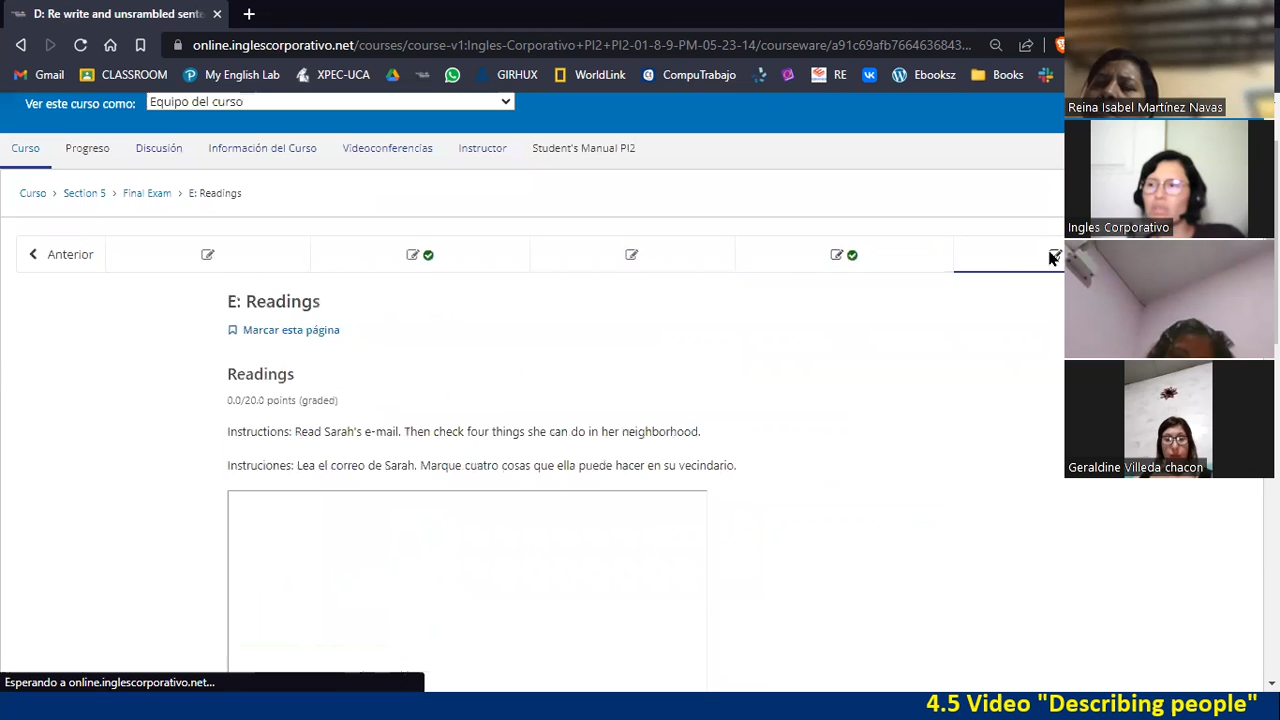 D: Re write and unsrambled sent
online.inglescorporativo.net/courses/course-v1:Ingles-Corporativo+PI2+PI2-01-8-9-PM-05-23-14/courseware/a91c69afb7664636843...
Gmail CLASSROOM My English Lab XPEC-UCA GIRHUX WorldLink CompuTrabajo RE Ebooksz Books
Ver este curso como: Equipo del curso
Curso Progreso Discusión Información del Curso Videoconferencias Instructor Student's Manual PI2
Curso > Section 5 > Final Exam > E: Readings
Anterior
E: Readings
Marcar esta página
Readings
0.0/20.0 points (graded)
Instructions: Read Sarah's e-mail. Then check four things she can do in her neighborhood.
Instruciones: Lea el correo de Sarah. Marque cuatro cosas que ella puede hacer en su vecindario.
Esperando a online.inglescorporativo.net...
Reina Isabel Martínez Navas
Ingles Corporativo
Geraldine Villeda chacon
4.5 Video "Describing people"